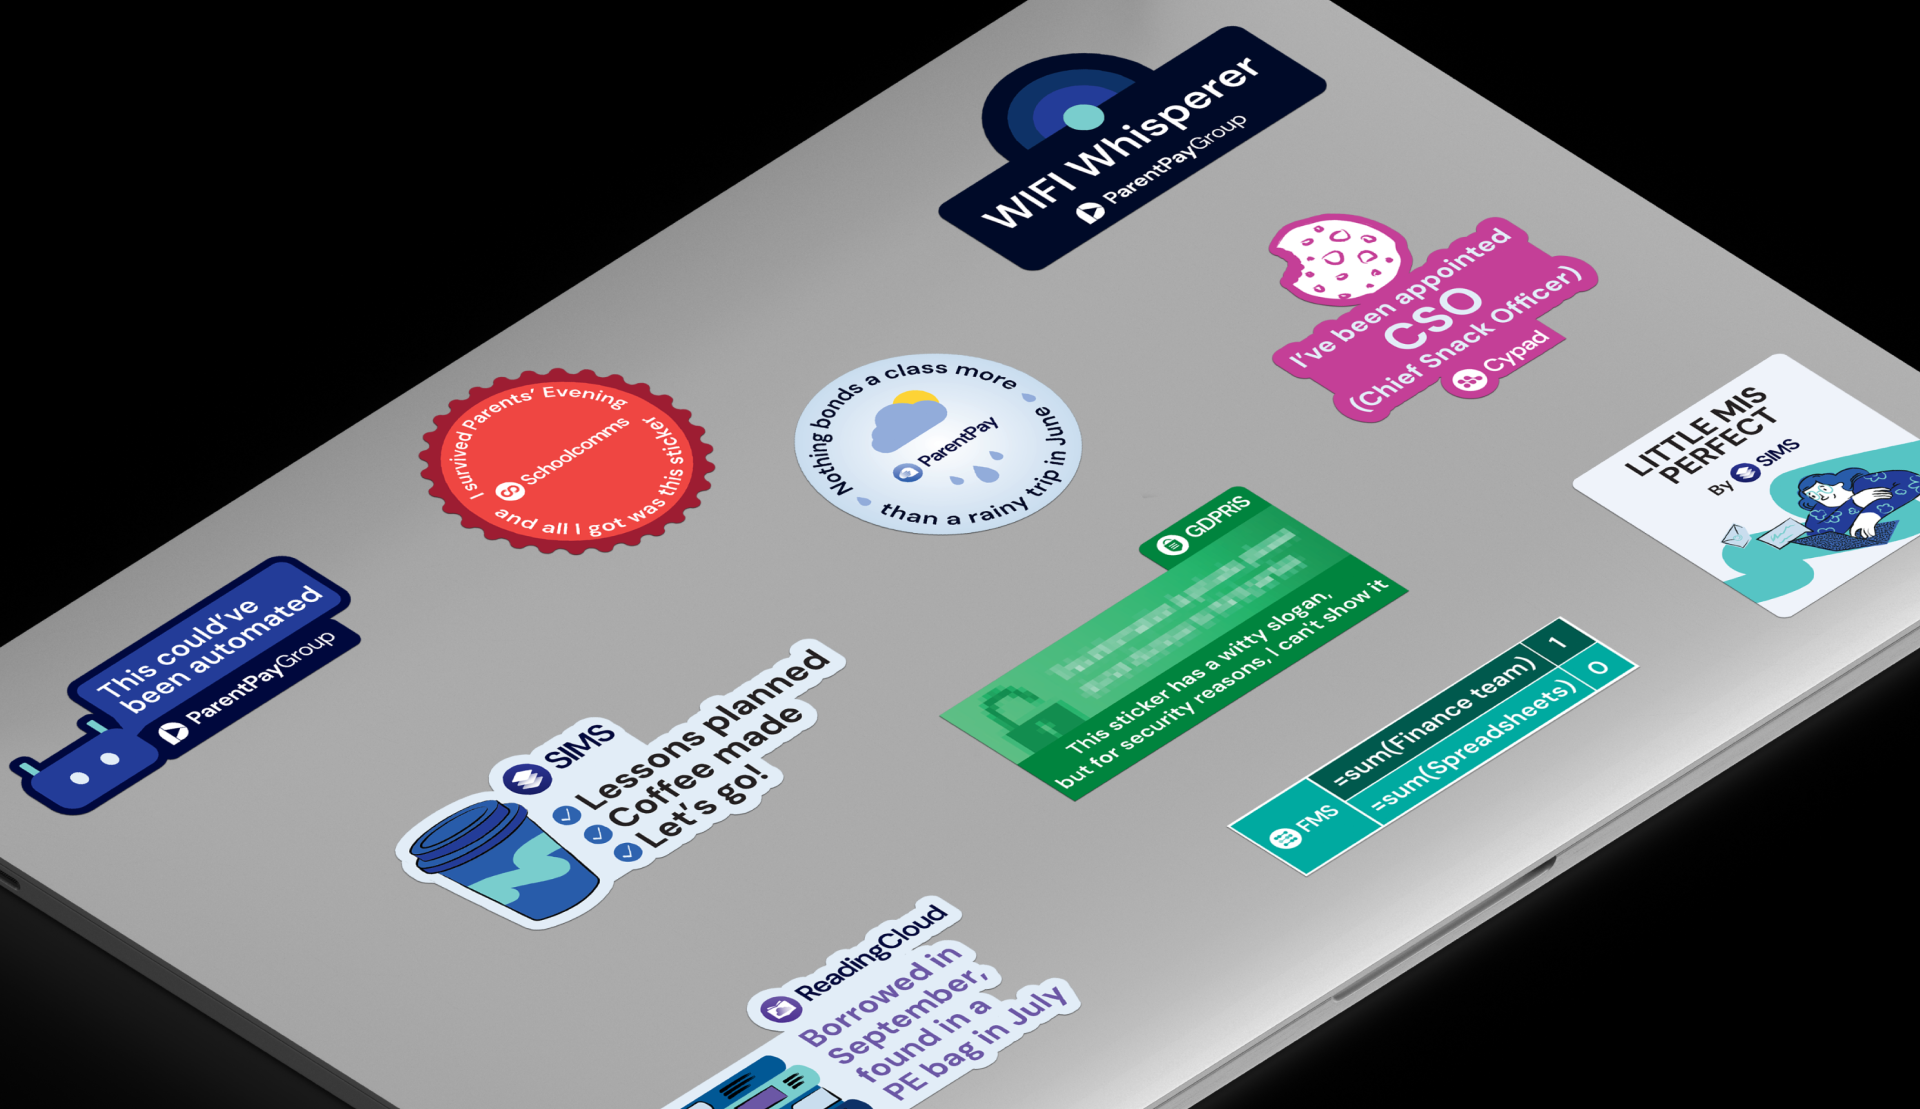 WIFI Whisperer
ParentPayGroup
I've been appointed
CSO
(Chief Snack Officer)
Cypad
I survived Parents' Evening
and all I got was this sticker
Schoolcomms
Nothing bonds a class more
than a rainy trip in June
ParentPay
LITTLE MIS
PERFECT
By SIMS
GDPRiS
This sticker has a witty slogan,
but for security reasons, I can't show it
This could've
been automated
ParentPayGroup
SIMS
Lessons planned
Coffee made
Let's go!
=sum(Finance team) 1
=sum(Spreadsheets) 0
FMS
ReadingCloud
Borrowed in
September,
found in a
PE bag in July